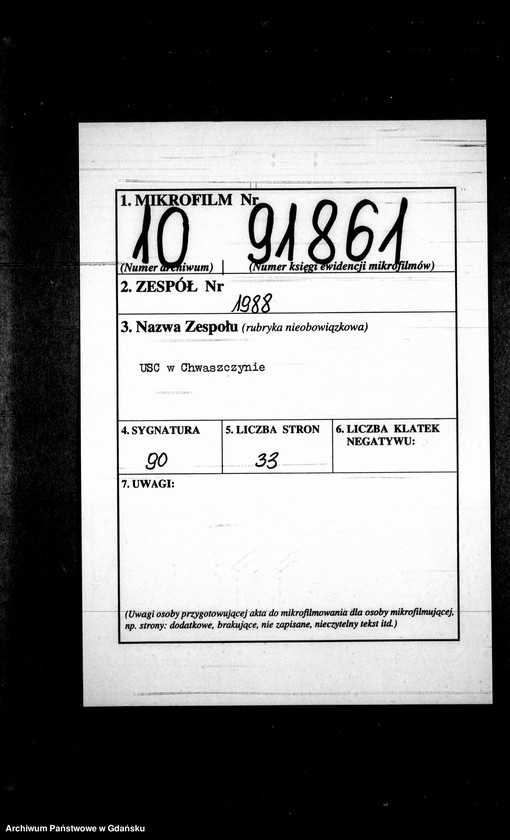 1. MIKROFILM Nr
10 91861
(Numer archiwum) (Numer księgi ewidencji mikrofilmów)
2. ZESPÓŁ Nr
1988
3. Nazwa Zespołu (rubryka nieobowiązkowa)
USC w Chwaszczynie
4. SYGNATURA
90
5. LICZBA STRON
33
6. LICZBA KLATEK
NEGATYWU:
7. UWAGI:
(Uwagi osoby przygotowującej akta do mikrofilmowania dla osoby mikrofilmującej,
np. strony: dodatkowe, brakujące, nie zapisane, nieczytelny tekst itd.)
Archiwum Państwowe w Gdańsku